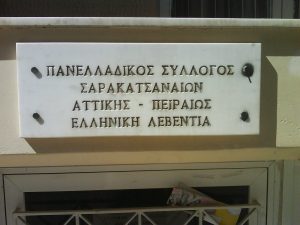 ΠΑΝΕΛΛΑΔΙΚΟΣ ΣΥΛΛΟΓΟΣ
ΣΑΡΑΚΑΤΣΑΝΑΙΩΝ
ΑΤΤΙΚΗΣ - ΠΕΙΡΑΙΩΣ
ΕΛΛΗΝΙΚΗ ΛΕΒΕΝΤΙΑ